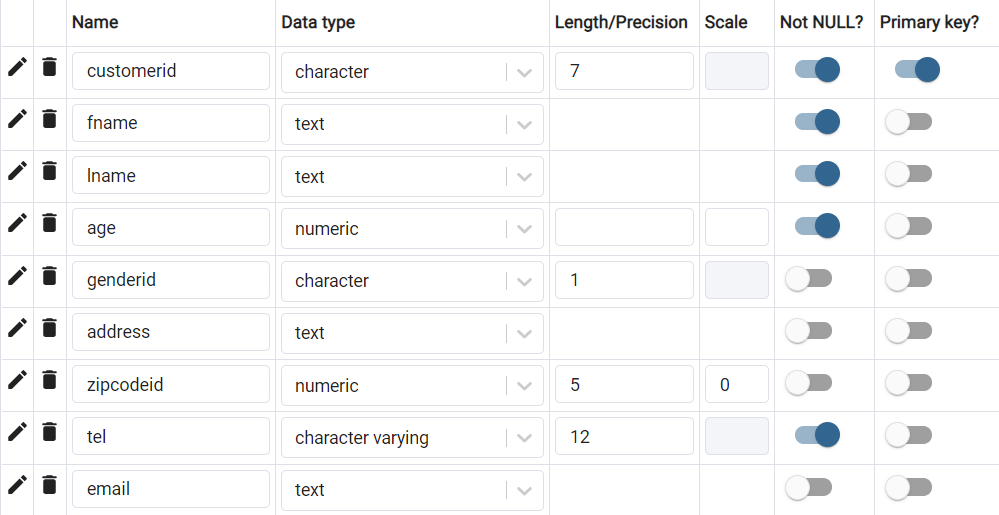 Name Data type Length/Precision Scale Not NULL? Primary key?
customerid character 7
fname text
lname text
age numeric
genderid character 1
address text
zipcodeid numeric 5 0
tel character varying 12
email text